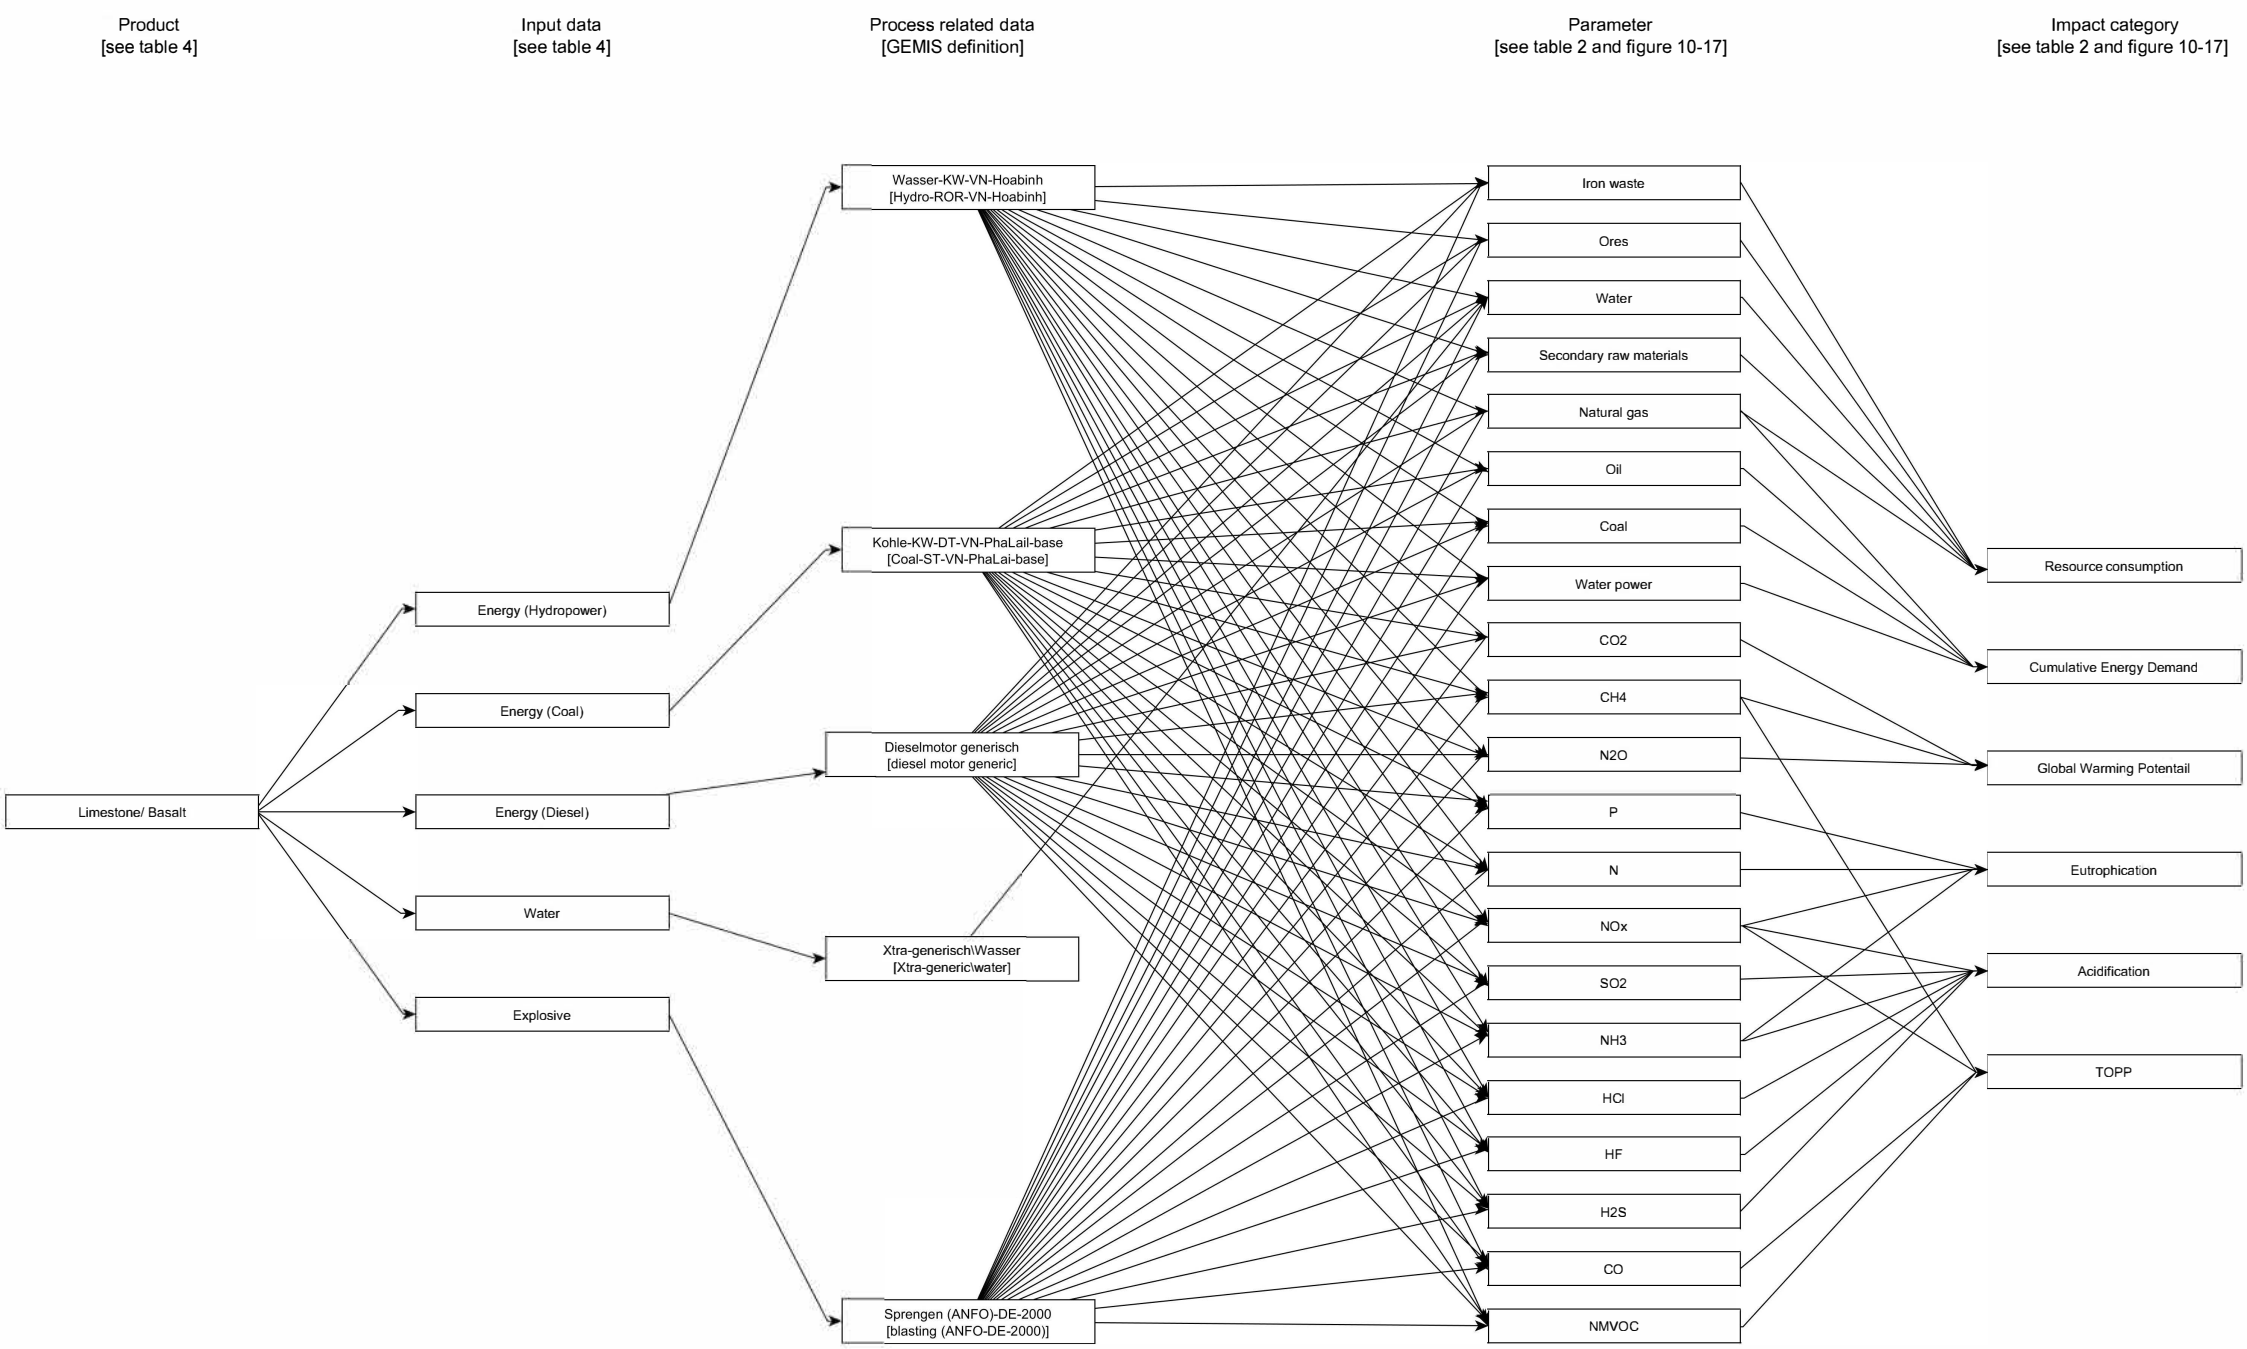 Product
[see table 4]
Input data
[see table 4]
Process related data
[GEMIS definition]
Parameter
[see table 2 and figure 10-17]
Impact category
[see table 2 and figure 10-17]
Limestone/ Basalt
Energy (Hydropower)
Energy (Coal)
Energy (Diesel)
Water
Explosive
Wasser-KW-VN-Hoabinh
[Hydro-ROR-VN-Hoabinh]
Kohle-KW-DT-VN-PhaLail-base
[Coal-ST-VN-PhaLai-base]
Dieselmotor generisch
[diesel motor generic]
Xtra-generisch\Wasser
[Xtra-generic\water]
Sprengen (ANFO)-DE-2000
[blasting (ANFO-DE-2000)]
Iron waste
Ores
Water
Secondary raw materials
Natural gas
Oil
Coal
Water power
CO2
CH4
N2O
P
N
NOx
SO2
NH3
HCl
HF
H2S
CO
NMVOC
Resource consumption
Cumulative Energy Demand
Global Warming Potentail
Eutrophication
Acidification
TOPP